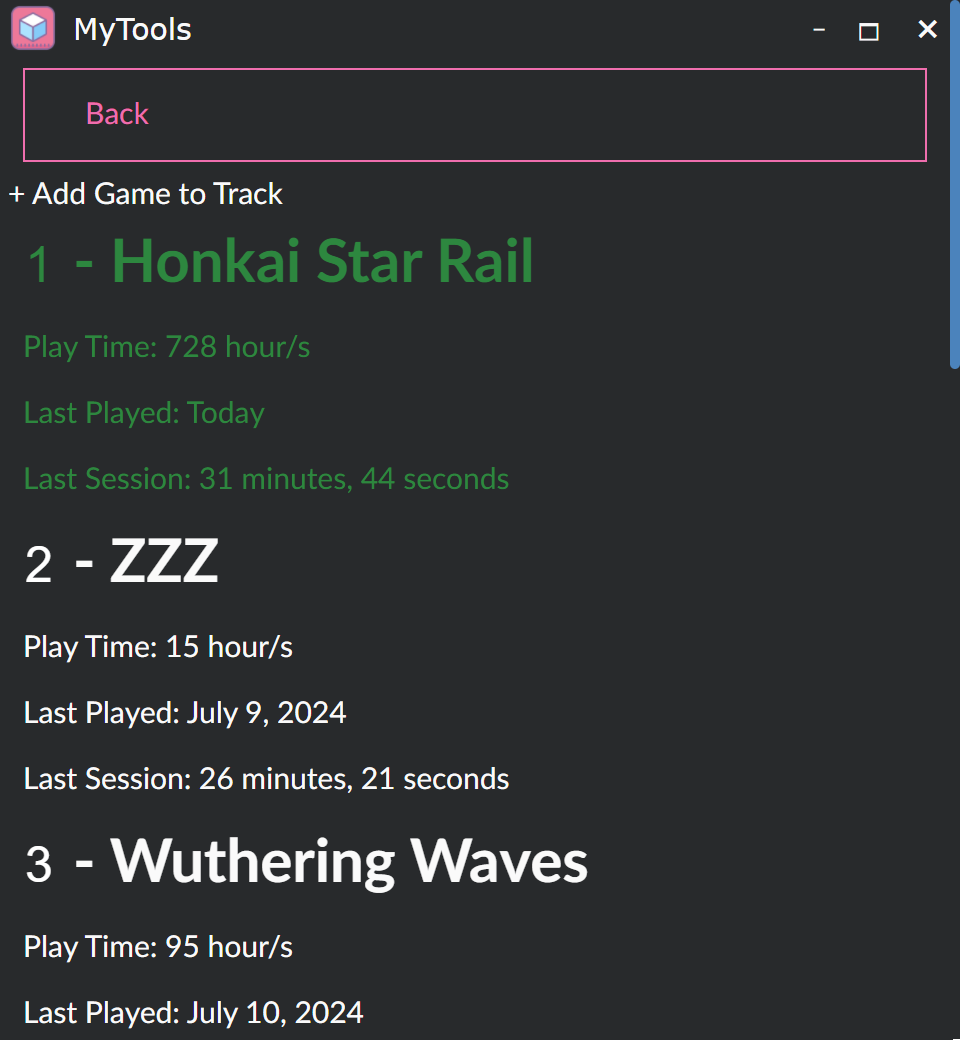 MyTools
Back
+ Add Game to Track
1 - Honkai Star Rail
Play Time: 728 hour/s
Last Played: Today
Last Session: 31 minutes, 44 seconds
2 - ZZZ
Play Time: 15 hour/s
Last Played: July 9, 2024
Last Session: 26 minutes, 21 seconds
3 - Wuthering Waves
Play Time: 95 hour/s
Last Played: July 10, 2024